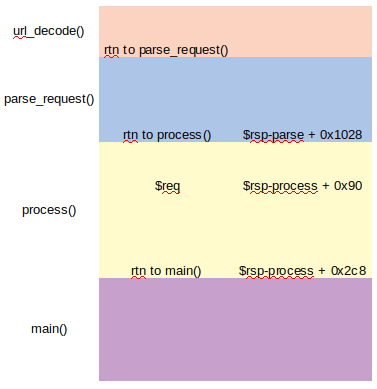 url_decode()
rtn to parse_request()
parse_request()
rtn to process() $rsp-parse + 0x1028
$req $rsp-process + 0x90
process()
rtn to main() $rsp-process + 0x2c8
main()